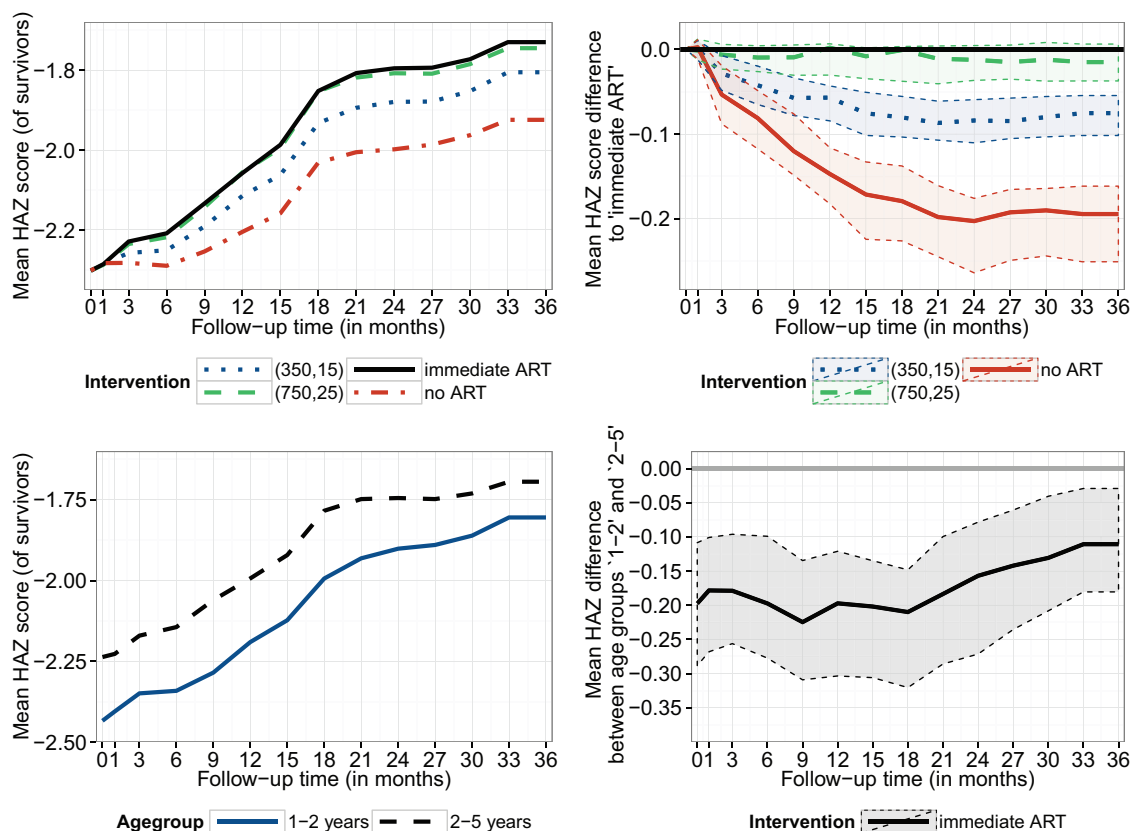 Mean HAZ score (of survivors)
−1.8
−2.0
−2.2
0 1 3 6 9 12 15 18 21 24 27 30 33 36
Follow−up time (in months)
Intervention
(350,15) immediate ART
(750,25) no ART
Mean HAZ score difference
to 'immediate ART'
0.0
−0.1
−0.2
0 1 3 6 9 12 15 18 21 24 27 30 33 36
Follow−up time (in months)
Intervention
(350,15) no ART
(750,25)
Mean HAZ score (of survivors)
−1.75
−2.00
−2.25
−2.50
0 1 3 6 9 12 15 18 21 24 27 30 33 36
Follow−up time (in months)
Agegroup 1−2 years 2−5 years
Mean HAZ difference
between age groups `1−2' and `2−5'
0.00
−0.05
−0.10
−0.15
−0.20
−0.25
−0.30
−0.35
0 1 3 6 9 12 15 18 21 24 27 30 33 36
Follow−up time (in months)
Intervention immediate ART